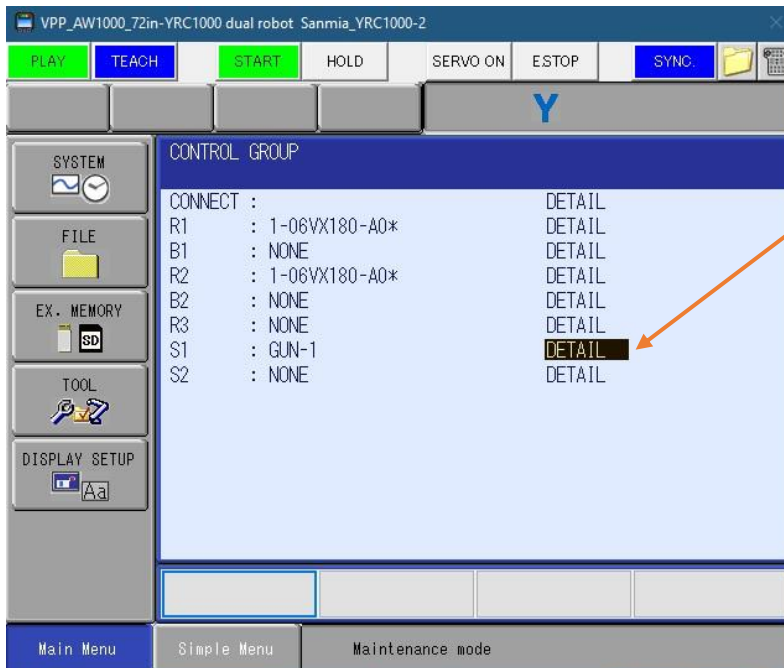 VPP_AW1000_72in-YRC1000 dual robot Sanmia_YRC1000-2
PLAY TEACH START HOLD SERVO ON E.STOP SYNC.
Y
SYSTEM
FILE
EX. MEMORY
SD
TOOL
DISPLAY SETUP
Aa
CONTROL GROUP
CONNECT : DETAIL
R1 : 1-06VX180-A0* DETAIL
B1 : NONE DETAIL
R2 : 1-06VX180-A0* DETAIL
B2 : NONE DETAIL
R3 : NONE DETAIL
S1 : GUN-1 DETAIL
S2 : NONE DETAIL
Main Menu Simple Menu Maintenance mode